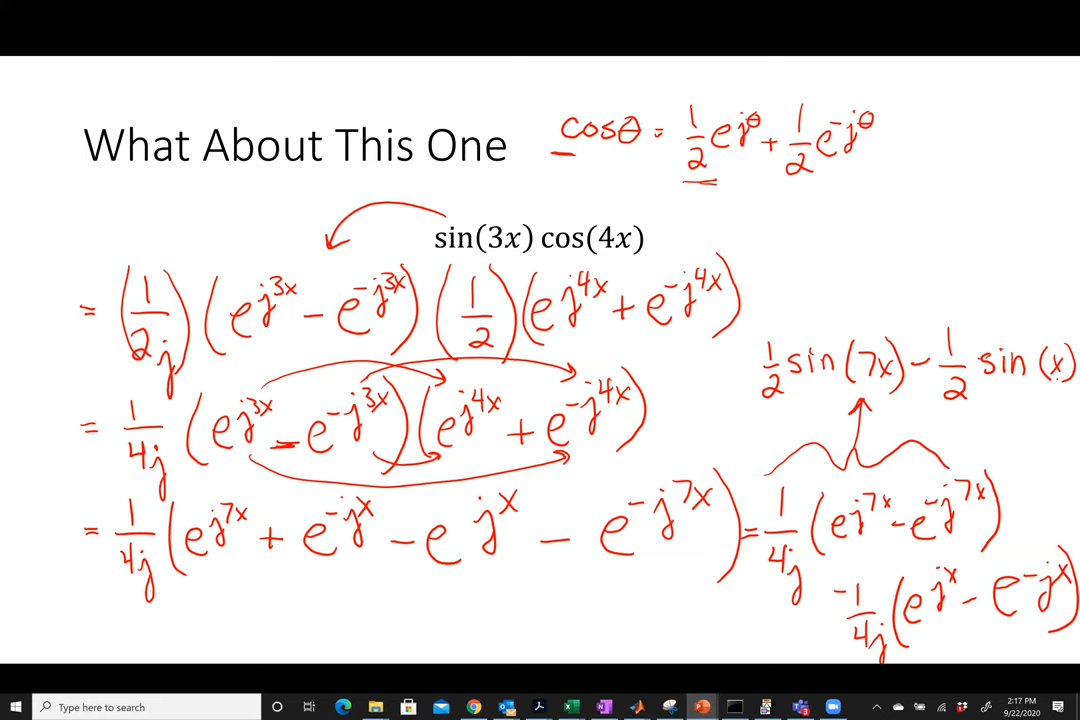 What About This One
cosθ = 1/2 e^jθ + 1/2 e^-jθ
sin(3x) cos(4x)
= (1/2j) (e^j3x - e^-j3x) (1/2) (e^j4x + e^-j4x)
1/2 sin(7x) - 1/2 sin(x)
= 1/4j (e^j3x - e^-j3x)(e^j4x + e^-j4x)
= 1/4j (e^j7x + e^-jx - e^jx - e^-j7x) = 1/4j (e^j7x - e^-j7x)
-1/4j (e^jx - e^-jx)
Type here to search
2:17 PM
9/22/2020